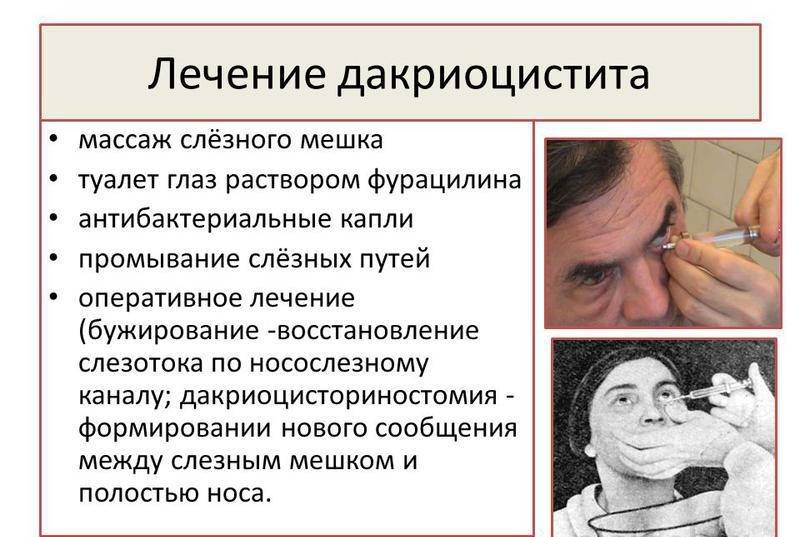 Лечение дакриоцистита
• массаж слёзного мешка
• туалет глаз раствором фурацилина
• антибактериальные капли
• промывание слёзных путей
• оперативное лечение
(бужирование -восстановление
слезотока по носослезному
каналу; дакриоцисториностомия -
формировании нового сообщения
между слезным мешком и
полостью носа.